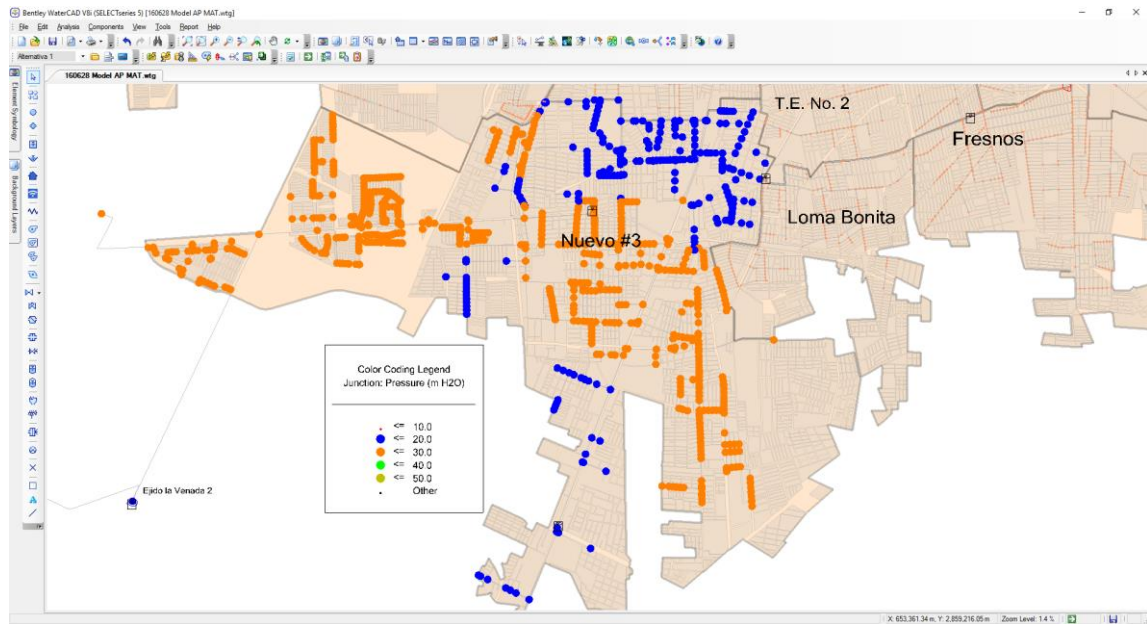 Bentley WaterCAD V8i (SELECTseries 5) [160628 Model AP MAT.wtg]
File Edit Analysis Components View Tools Report Help
Alternativa 1
160628 Model AP MAT.wtg
Element Symbology
Background Layers
T.E. No. 2
Fresnos
Loma Bonita
Nuevo #3
Color Coding Legend
Junction: Pressure (m H2O)
<= 10.0
<= 20.0
<= 30.0
<= 40.0
<= 50.0
Other
Ejido la Venada 2
X: 653,361.34 m, Y: 2,859,216.05 m Zoom Level: 1.4 %